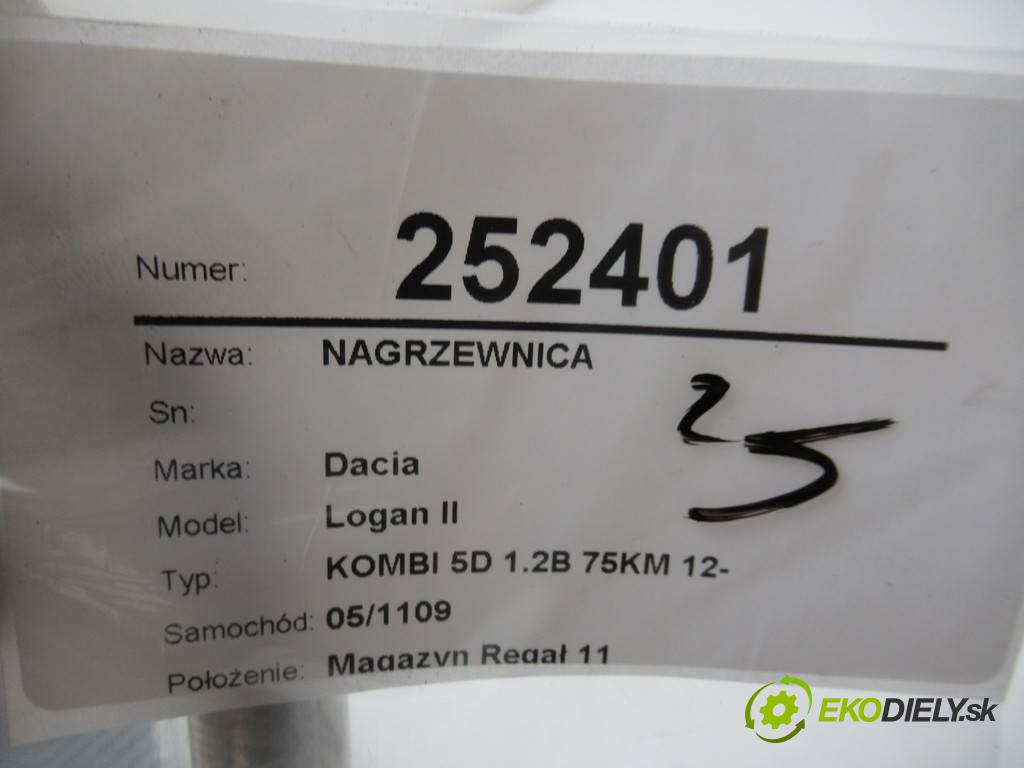 Numer: 252401
Nazwa: NAGRZEWNICA
Sn:
25
Marka: Dacia
Model: Logan II
Typ: KOMBI 5D 1.2B 75KM 12-
Samochód: 05/1109
Położenie: Magazyn Regał 11
EKODIELY.sk